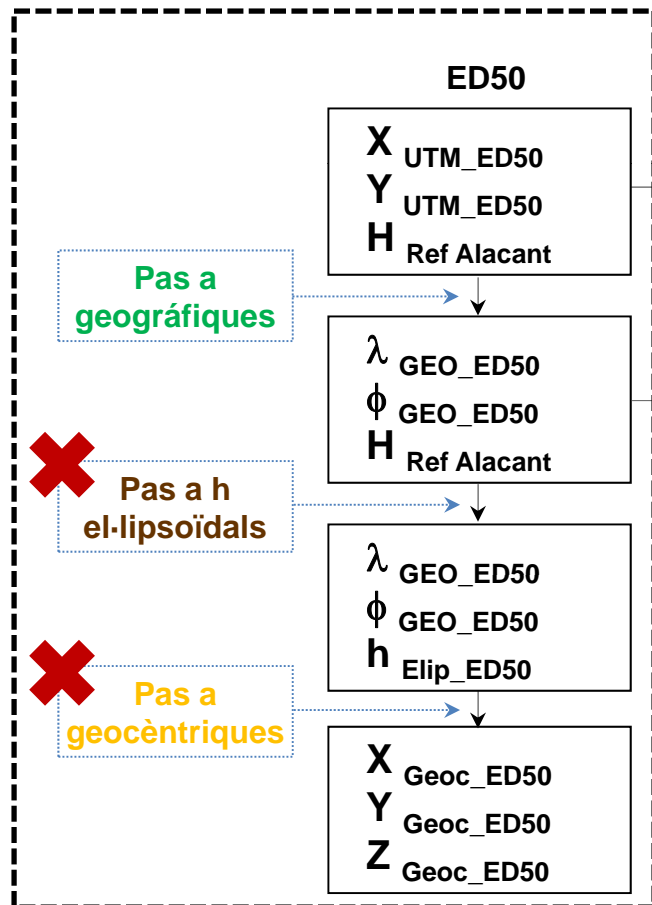 ED50
X UTM_ED50
Y UTM_ED50
H Ref Alacant
Pas a
geográfiques
λ GEO_ED50
ϕ GEO_ED50
H Ref Alacant
Pas a h
el·lipsoïdals
λ GEO_ED50
ϕ GEO_ED50
h Elip_ED50
Pas a
geocèntriques
X Geoc_ED50
Y Geoc_ED50
Z Geoc_ED50